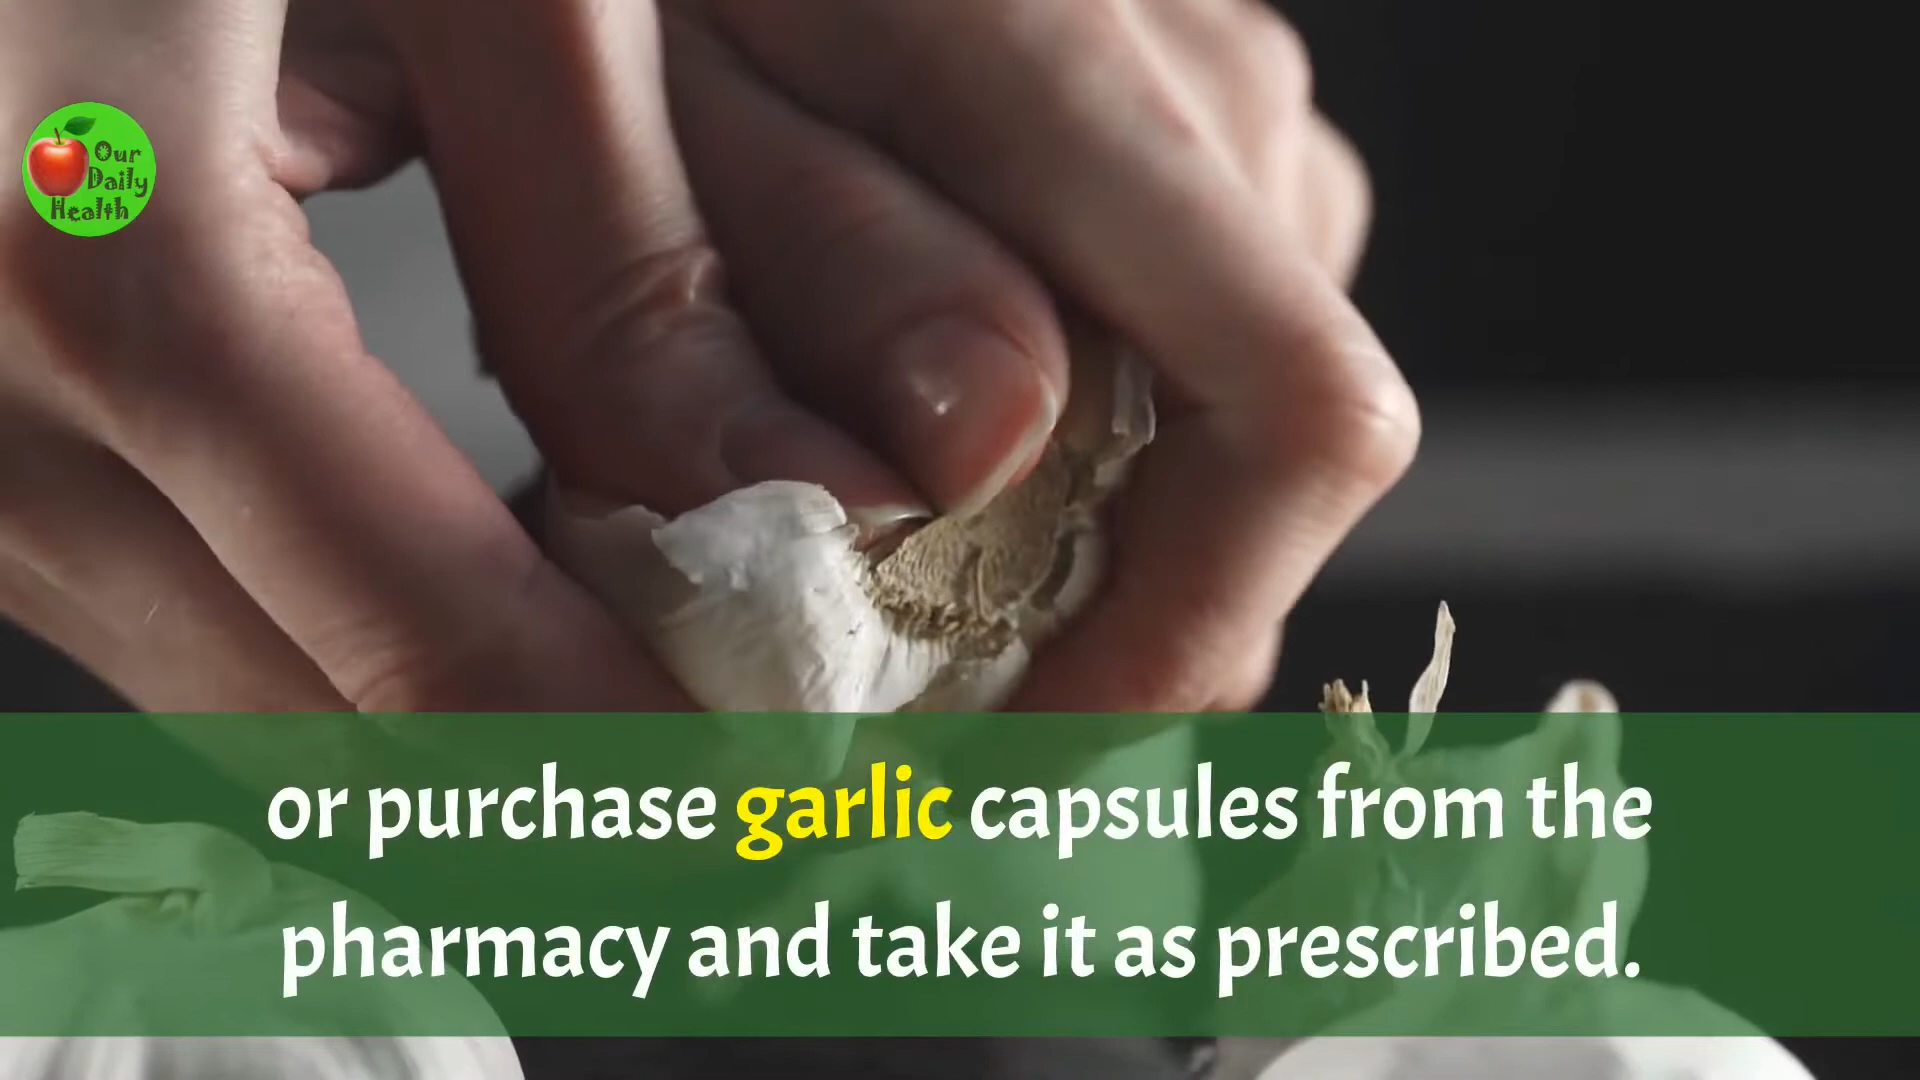 Our
Daily
Health
or purchase garlic capsules from the
pharmacy and take it as prescribed.